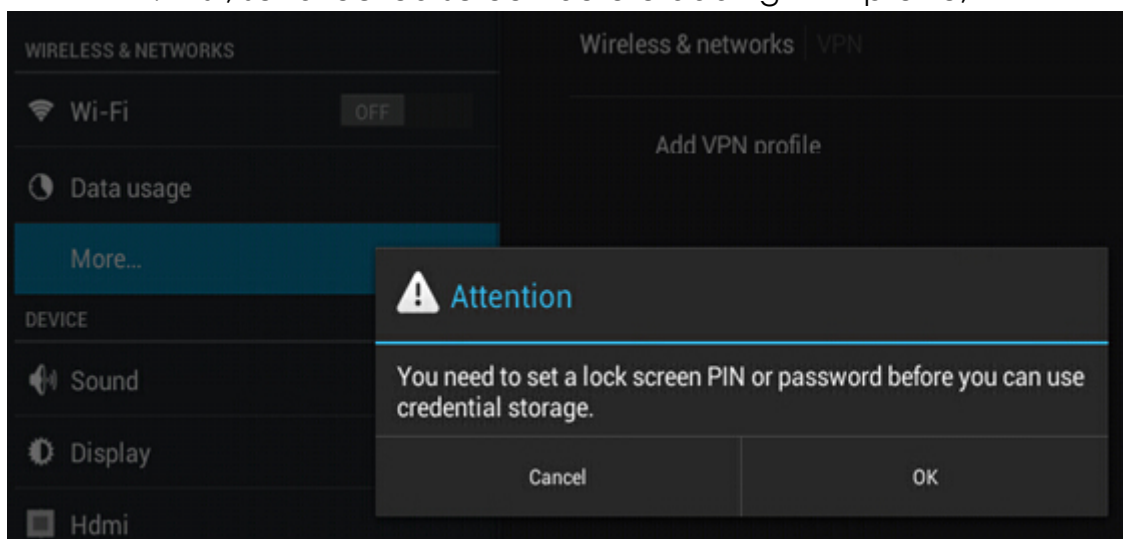 WIRELESS & NETWORKS
Wireless & networks VPN
Wi-Fi OFF
Add VPN profile
Data usage
More...
Attention
DEVICE
You need to set a lock screen PIN or password before you can use
credential storage.
Sound
Display
Cancel OK
Hdmi